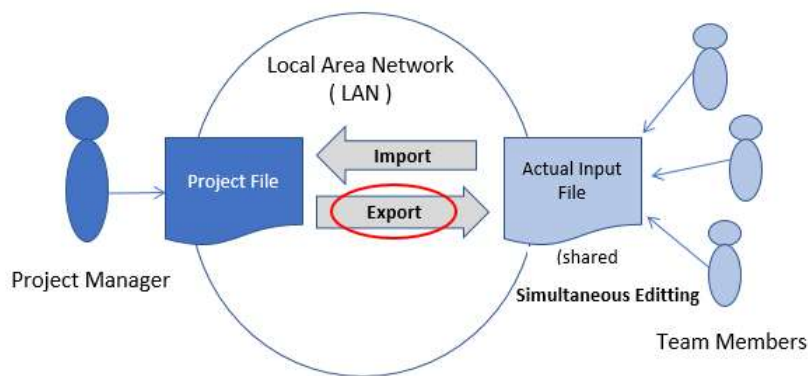 Local Area Network
( LAN )
Import
Project File
Actual Input
File
Export
(shared
Project Manager
Simultaneous Editting
Team Members